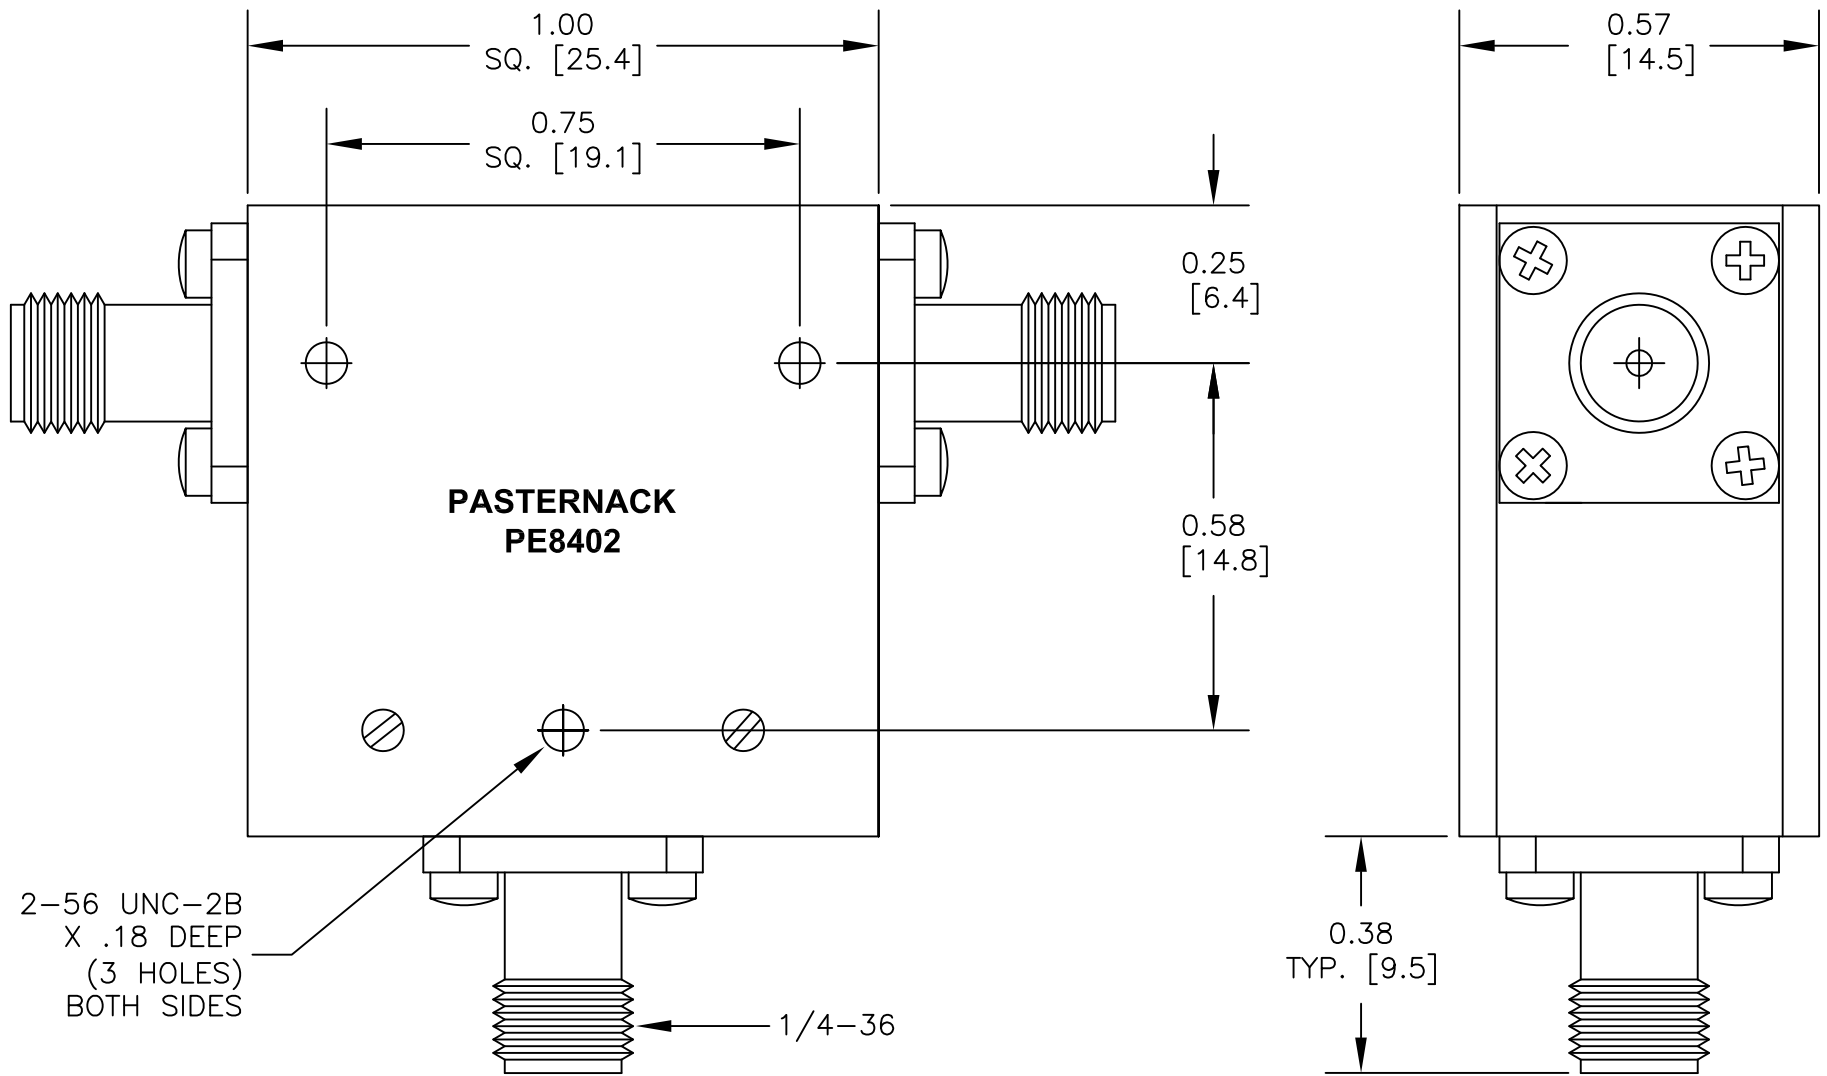 1.00
SQ. [25.4]
0.57
[14.5]
0.75
SQ. [19.1]
0.25
[6.4]
PASTERNACK
PE8402
0.58
[14.8]
2-56 UNC-2B
X .18 DEEP
(3 HOLES)
BOTH SIDES
0.38
TYP. [9.5]
1/4-36